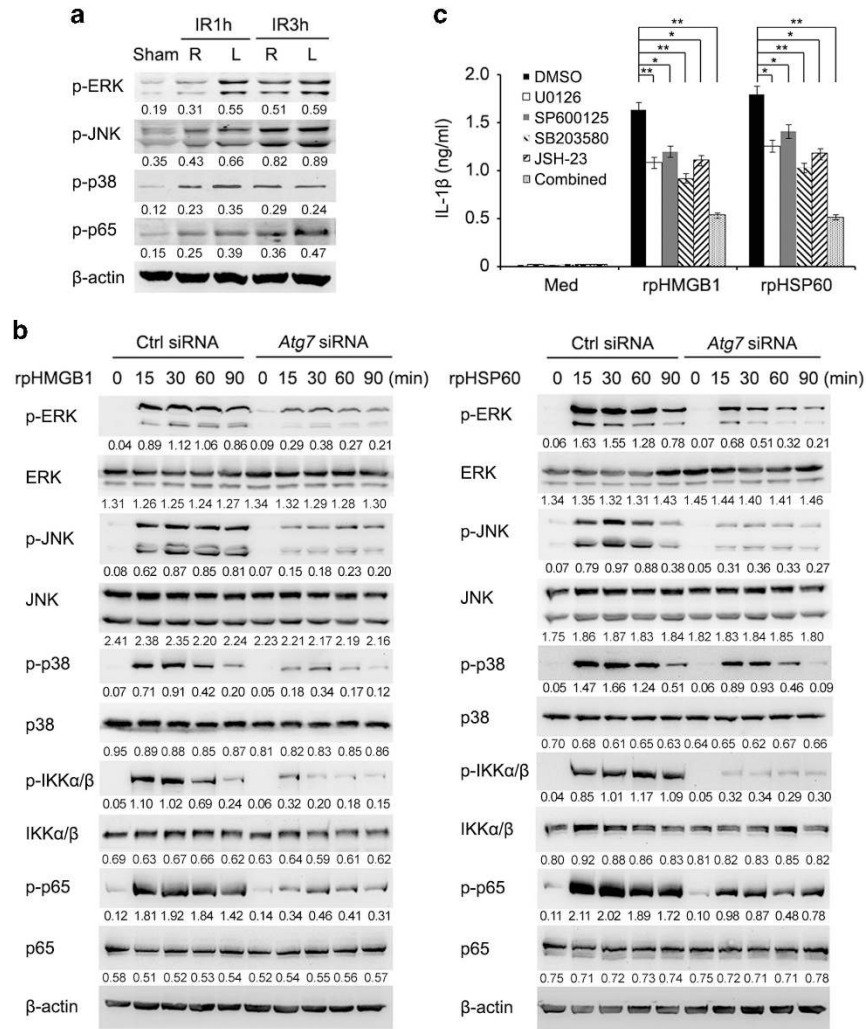 a
IR1h IR3h
Sham R L R L
p-ERK
0.19 0.31 0.55 0.51 0.59
p-JNK
0.35 0.43 0.66 0.82 0.89
p-p38
0.12 0.23 0.35 0.29 0.24
p-p65
0.15 0.25 0.39 0.36 0.47
β-actin
c
** ** 
* *
** **
* *
** *
DMSO
U0126
SP600125
SB203580
JSH-23
Combined
IL-1β (ng/ml)
2.0
1.5
1.0
0.5
0
Med rpHMGB1 rpHSP60
b
Ctrl siRNA Atg7 siRNA
rpHMGB1 0 15 30 60 90 0 15 30 60 90 (min)
p-ERK
0.04 0.89 1.12 1.06 0.86 0.09 0.29 0.38 0.27 0.21
ERK
1.31 1.26 1.25 1.24 1.27 1.34 1.32 1.29 1.28 1.30
p-JNK
0.08 0.62 0.87 0.85 0.81 0.07 0.15 0.18 0.23 0.20
JNK
2.41 2.38 2.35 2.20 2.24 2.23 2.21 2.17 2.19 2.16
p-p38
0.07 0.71 0.91 0.42 0.20 0.05 0.18 0.34 0.17 0.12
p38
0.95 0.89 0.88 0.85 0.87 0.81 0.82 0.83 0.85 0.86
p-IKKα/β
0.05 1.10 1.02 0.69 0.24 0.06 0.32 0.20 0.18 0.15
IKKα/β
0.69 0.63 0.67 0.66 0.62 0.63 0.64 0.59 0.61 0.62
p-p65
0.12 1.81 1.92 1.84 1.42 0.14 0.34 0.46 0.41 0.31
p65
0.58 0.51 0.52 0.53 0.54 0.52 0.54 0.55 0.56 0.57
β-actin
Ctrl siRNA Atg7 siRNA
rpHSP60 0 15 30 60 90 0 15 30 60 90 (min)
p-ERK
0.06 1.63 1.55 1.28 0.78 0.07 0.68 0.51 0.32 0.21
ERK
1.34 1.35 1.32 1.31 1.43 1.45 1.44 1.40 1.41 1.46
p-JNK
0.07 0.79 0.97 0.88 0.38 0.05 0.31 0.36 0.33 0.27
JNK
1.75 1.86 1.87 1.83 1.84 1.82 1.83 1.84 1.85 1.80
p-p38
0.05 1.47 1.66 1.24 0.51 0.06 0.89 0.93 0.46 0.09
p38
0.70 0.68 0.61 0.65 0.63 0.64 0.65 0.62 0.67 0.66
p-IKKα/β
0.04 0.85 1.01 1.17 1.09 0.05 0.32 0.34 0.29 0.30
IKKα/β
0.80 0.92 0.88 0.86 0.83 0.81 0.82 0.83 0.85 0.82
p-p65
0.11 2.11 2.02 1.89 1.72 0.10 0.98 0.87 0.48 0.78
p65
0.75 0.71 0.72 0.73 0.74 0.75 0.72 0.71 0.71 0.78
β-actin